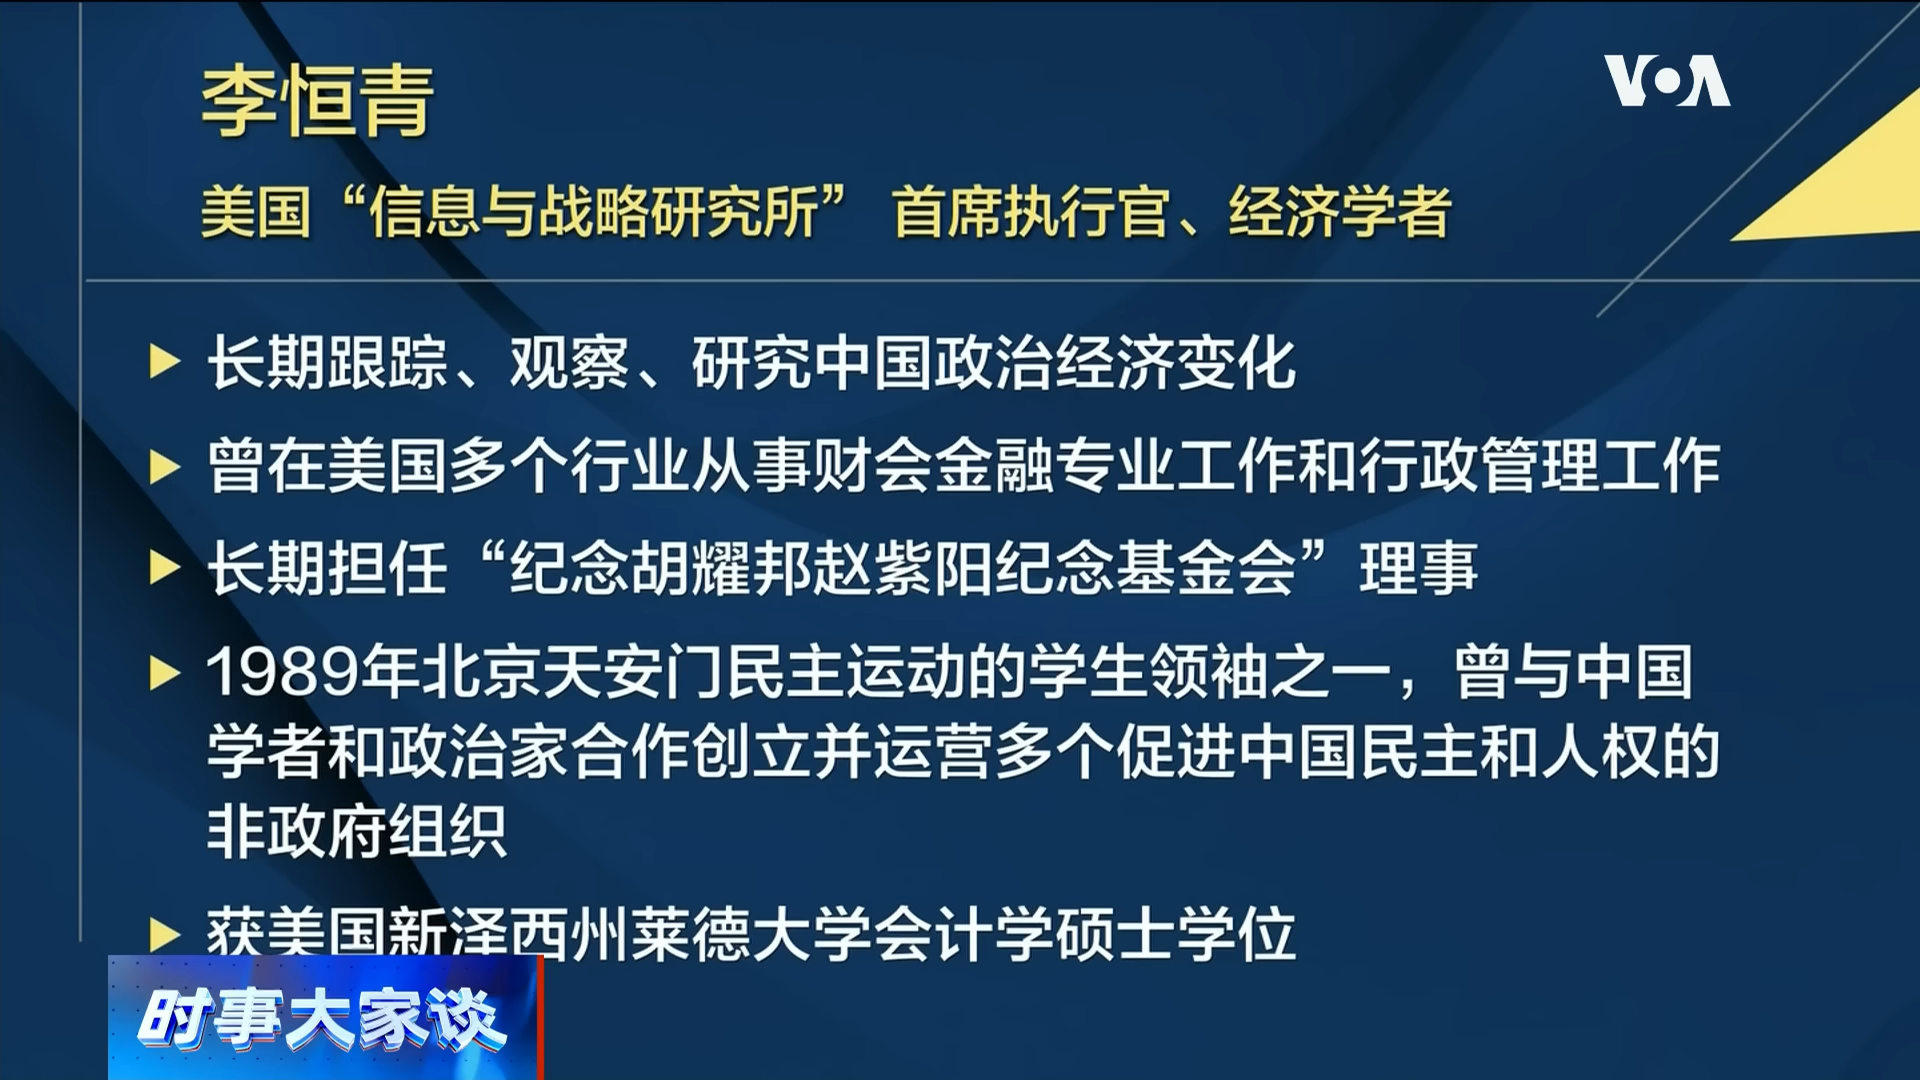 李恒青
VOA
美国“信息与战略研究所” 首席执行官、经济学者
长期跟踪、观察、研究中国政治经济变化
曾在美国多个行业从事财会金融专业工作和行政管理工作
长期担任“纪念胡耀邦赵紫阳纪念基金会”理事
1989年北京天安门民主运动的学生领袖之一，曾与中国
学者和政治家合作创立并运营多个促进中国民主和人权的
非政府组织
获美国新泽西州莱德大学会计学硕士学位
时事大家谈